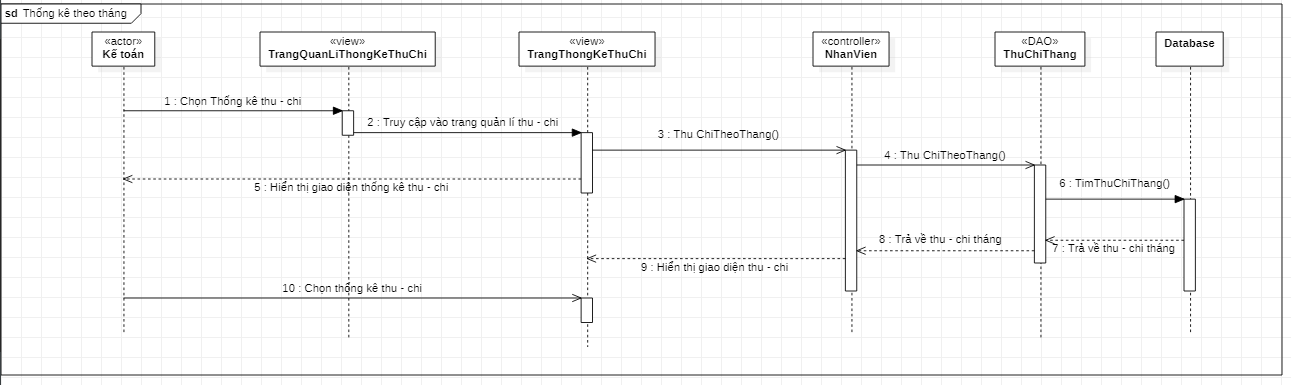 sd Thống kê theo tháng
«actor»
Kế toán
«view»
TrangQuanLiThongKeThuChi
«view»
TrangThongKeThuChi
«controller»
NhanVien
«DAO»
ThuChiThang
Database
1 : Chọn Thống kê thu - chi
2 : Truy cập vào trang quản lí thu - chi
3 : Thu ChiTheoThang()
4 : Thu ChiTheoThang()
5 : Hiển thị giao diện thống kê thu - chi
6 : TimThuChiThang()
7 : Trả về thu - chi tháng
8 : Trả về thu - chi tháng
9 : Hiển thị giao diện thu - chi
10 : Chọn thống kê thu - chi